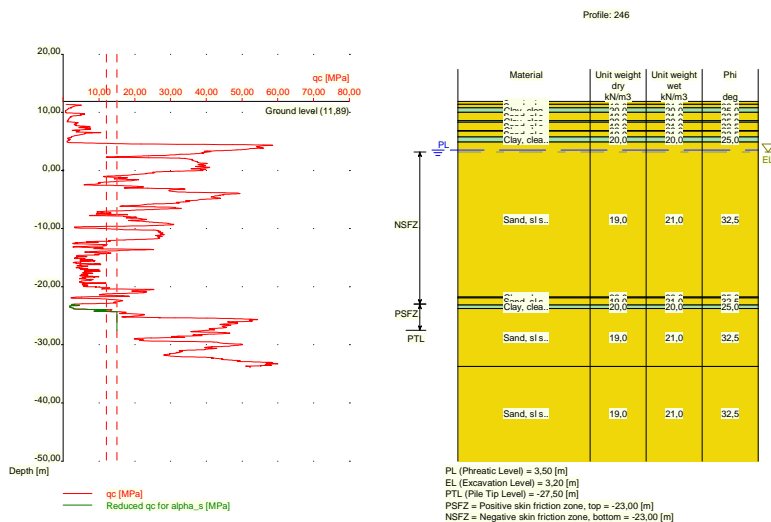 Profile: 246
20,00
qc [MPa]
10,00 20,00 30,00 40,00 50,00 60,00 70,00 80,00
10,00
Ground level (11,89)
0,00
-10,00
-20,00
-30,00
-40,00
-50,00
Depth [m]
qc [MPa]
Reduced qc for alpha_s [MPa]
Material Unit weight Unit weight Phi
dry wet
kN/m3 kN/m3 deg
Clay, clea.. 20,0 20,0 25,0
PL
EL
NSFZ
Sand, sl s.. 19,0 21,0 32,5
Clay, clea.. 20,0 20,0 25,0
PSFZ
PTL
Sand, sl s.. 19,0 21,0 32,5
Sand, sl s.. 19,0 21,0 32,5
PL (Phreatic Level) = 3,50 [m]
EL (Excavation Level) = 3,20 [m]
PTL (Pile Tip Level) = -27,50 [m]
PSFZ = Positive skin friction zone, top = -23,00 [m]
NSFZ = Negative skin friction zone, bottom = -23,00 [m]